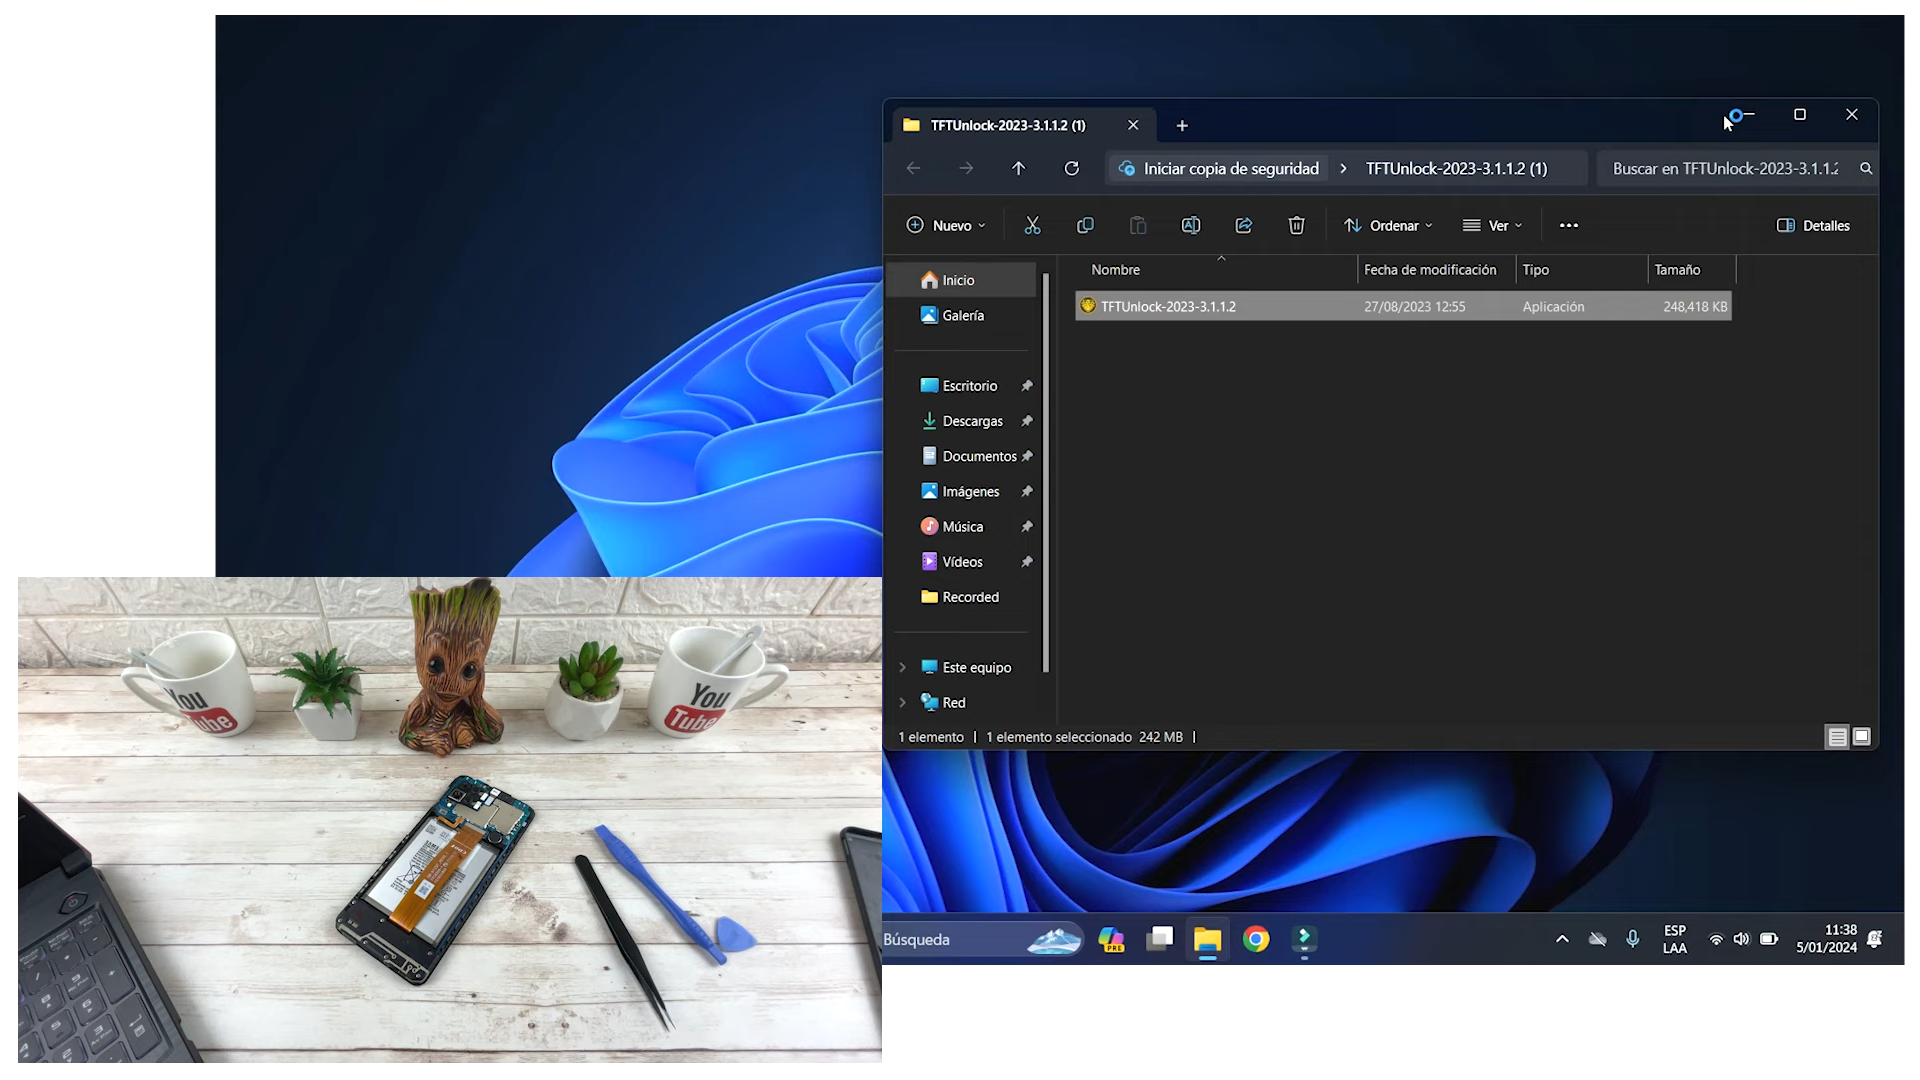 TFTUnlock-2023-3.1.1.2 (1)
Iniciar copia de seguridad > TFTUnlock-2023-3.1.1.2 (1)
Buscar en TFTUnlock-2023-3.1.1.2
Nuevo
Ordenar
Ver
Detalles
Nombre
Fecha de modificación
Tipo
Tamaño
TFTUnlock-2023-3.1.1.2
27/08/2023 12:55
Aplicación
248,418 KB
Inicio
Galería
Escritorio
Descargas
Documentos
Imágenes
Música
Vídeos
Recorded
Este equipo
Red
1 elemento | 1 elemento seleccionado 242 MB |
You
Tube
You
Tube
Búsqueda
PRE
ESP
LAA
11:38
5/01/2024